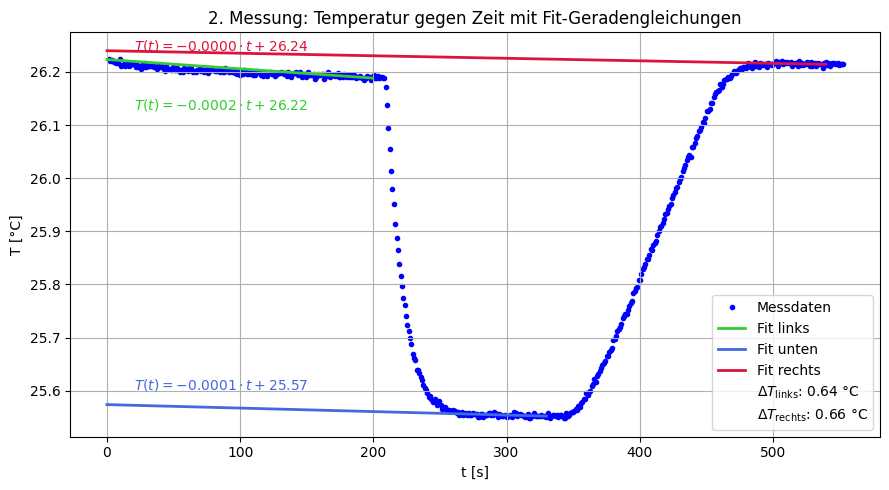 2. Messung: Temperatur gegen Zeit mit Fit-Geradengleichungen
T(t) = −0.0000 · t + 26.24
T(t) = −0.0002 · t + 26.22
T(t) = −0.0001 · t + 25.57
T [°C]
26.2
26.1
26.0
25.9
25.8
25.7
25.6
0
100
200
300
400
500
t [s]
Messdaten
Fit links
Fit unten
Fit rechts
ΔT_links: 0.64 °C
ΔT_rechts: 0.66 °C